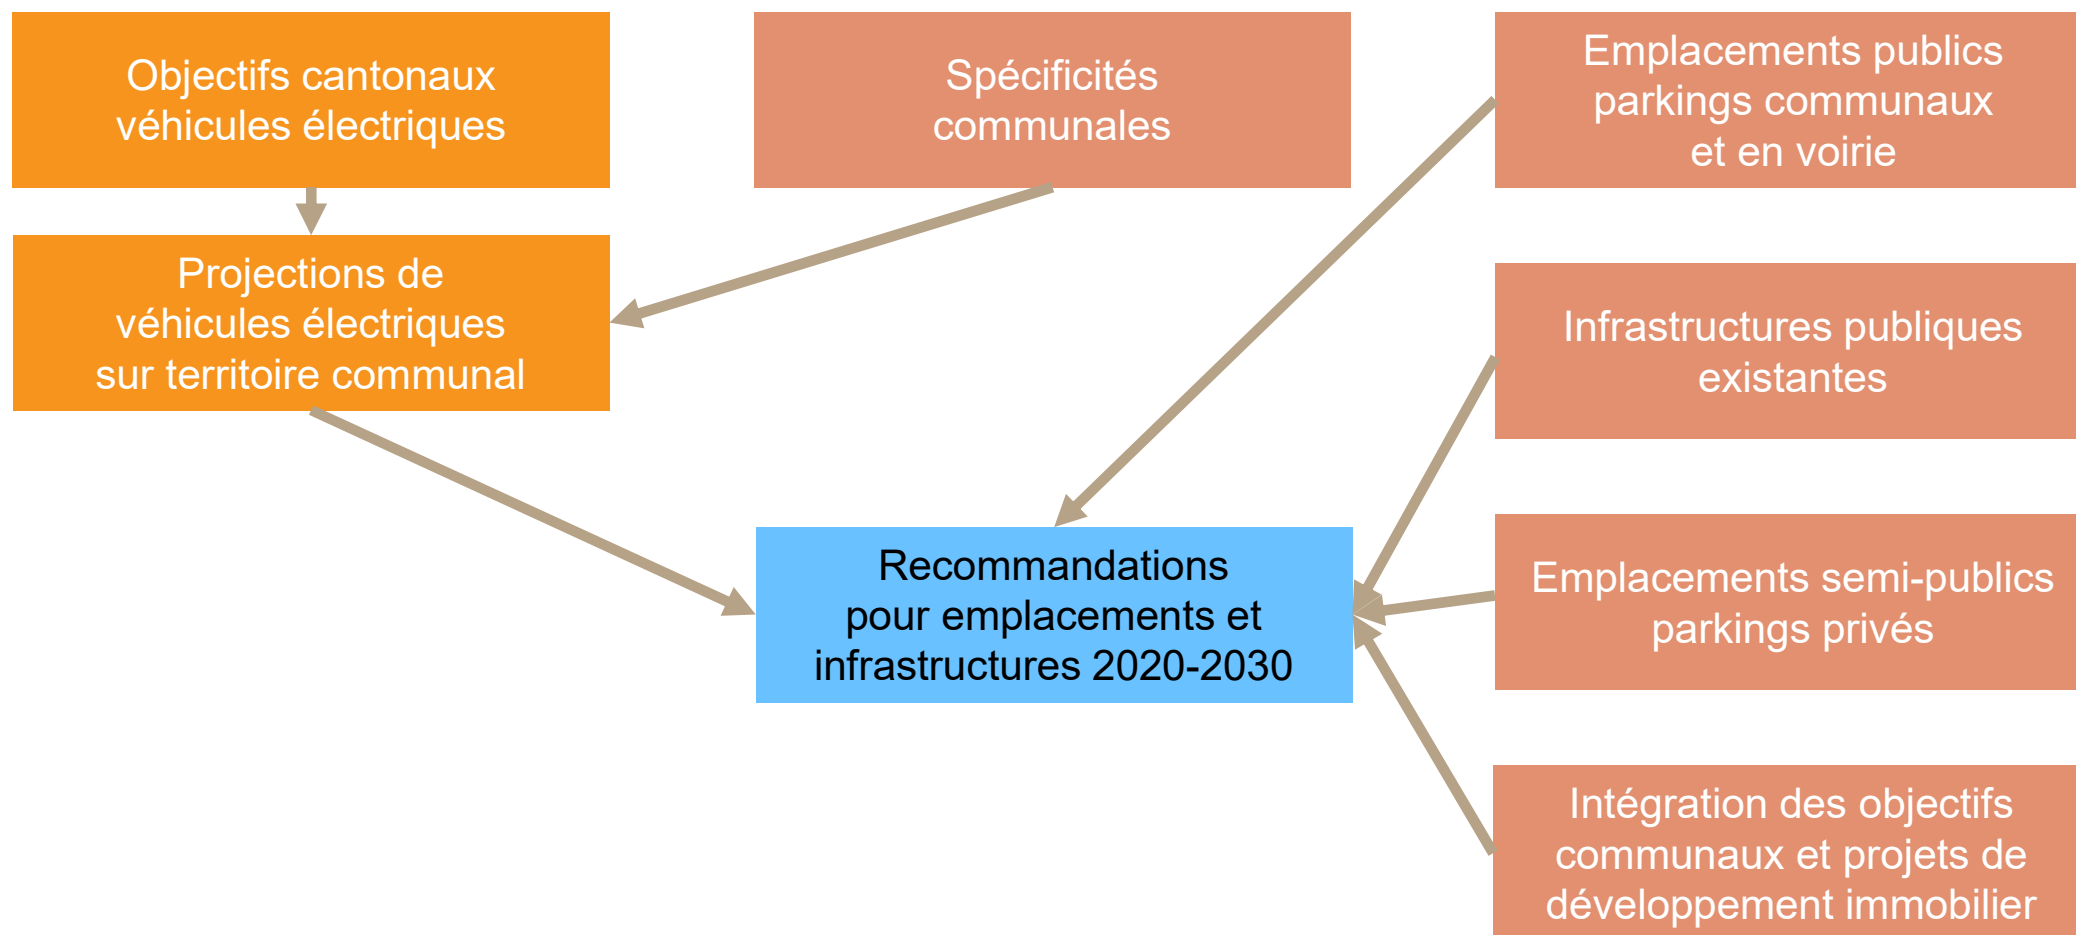 Objectifs cantonaux
véhicules électriques
Spécificités
communales
Emplacements publics
parkings communaux
et en voirie
Projections de
véhicules électriques
sur territoire communal
Infrastructures publiques
existantes
Recommandations
pour emplacements et
infrastructures 2020-2030
Emplacements semi-publics
parkings privés
Intégration des objectifs
communaux et projets de
développement immobilier